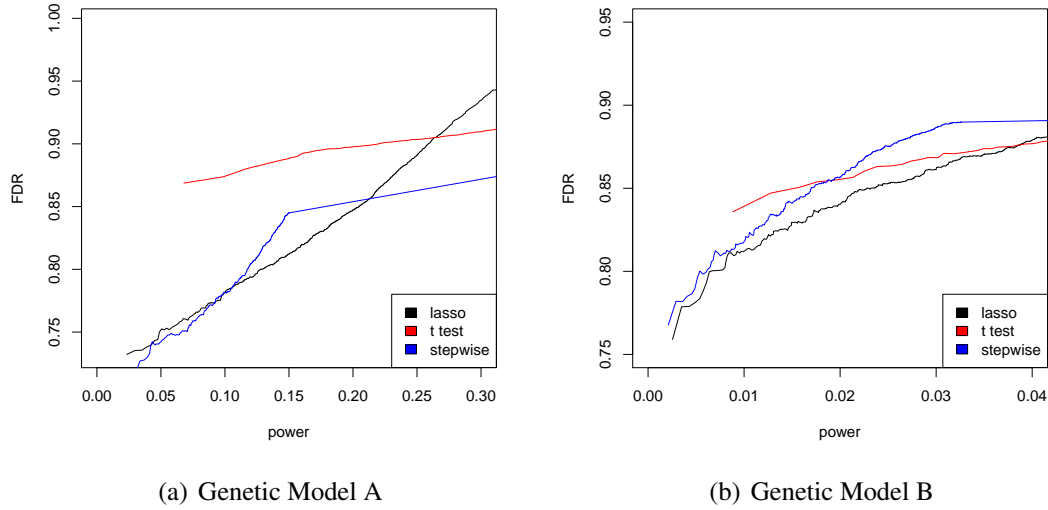 1.00
0.95
0.90
0.85
0.80
0.75
FDR
lasso
t test
stepwise
0.00 0.05 0.10 0.15 0.20 0.25 0.30
power
(a) Genetic Model A
0.95
0.90
0.85
0.80
0.75
FDR
lasso
t test
stepwise
0.00 0.01 0.02 0.03 0.04
power
(b) Genetic Model B